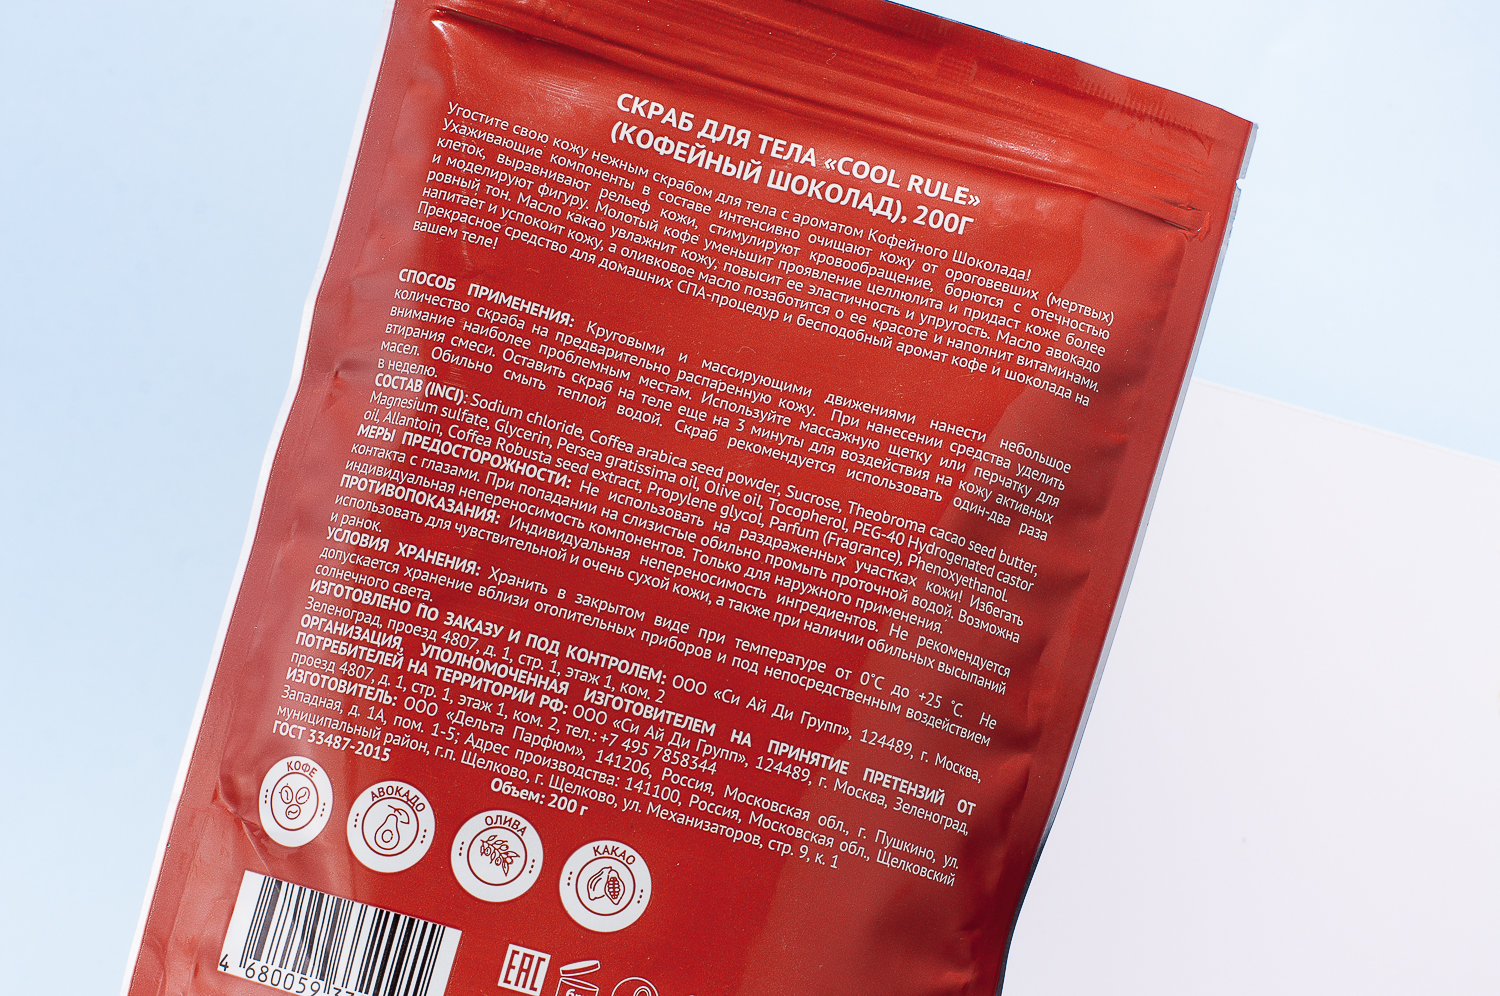 СКРАБ ДЛЯ ТЕЛА «COOL RULE»
(КОФЕЙНЫЙ ШОКОЛАД), 200Г
Угостите свою кожу нежным скрабом для тела с ароматом Кофейного Шоколада!
Ухаживающие компоненты в составе интенсивно очищают кожу от ороговевших (мертвых)
клеток, выравнивают рельеф кожи, стимулируют кровообращение, борются с отечностью
и моделируют фигуру. Молотый кофе уменьшит проявление целлюлита и придаст коже более
ровный тон. Масло какао увлажнит кожу, повысит ее эластичность и упругость. Масло авокадо
напитает и успокоит кожу, а оливковое масло позаботится о ее красоте и наполнит витаминами.
Прекрасное средство для домашних СПА-процедур и бесподобный аромат кофе и шоколада на
вашем теле!
СПОСОБ ПРИМЕНЕНИЯ: Круговыми и массирующими движениями нанести небольшое
количество скраба на предварительно распаренную кожу. При нанесении средства уделить
внимание наиболее проблемным местам. Используйте массажную щетку или перчатку для
втирания смеси. Оставить скраб на теле еще на 3 минуты для воздействия на кожу активных
масел. Обильно смыть теплой водой. Скраб рекомендуется использовать один-два раза
в неделю.
СОСТАВ (INCI): Sodium chloride, Coffea arabica seed powder, Sucrose, Theobroma cacao seed butter,
Magnesium sulfate, Glycerin, Persea gratissima oil, Olive oil, Tocopherol, PEG-40 Hydrogenated castor
oil, Allantoin, Coffea Robusta seed extract, Propylene glycol, Parfum (Fragrance), Phenoxyethanol.
МЕРЫ ПРЕДОСТОРОЖНОСТИ: Не использовать на раздраженных участках кожи! Избегать
контакта с глазами. При попадании на слизистые обильно промыть проточной водой. Возможна
индивидуальная непереносимость компонентов. Только для наружного применения.
ПРОТИВОПОКАЗАНИЯ: Индивидуальная непереносимость ингредиентов. Не рекомендуется
использовать для чувствительной и очень сухой кожи, а также при наличии обильных высыпаний
и ранок.
УСЛОВИЯ ХРАНЕНИЯ: Хранить в закрытом виде при температуре от 0˚С до +25 ˚С. Не
допускается хранение вблизи отопительных приборов и под непосредственным воздействием
солнечного света.
ИЗГОТОВЛЕНО ПО ЗАКАЗУ И ПОД КОНТРОЛЕМ: ООО «Си Ай Ди Групп», 124489, г. Москва,
Зеленоград, проезд 4807, д. 1, стр. 1, этаж 1, ком. 2
ОРГАНИЗАЦИЯ, УПОЛНОМОЧЕННАЯ ИЗГОТОВИТЕЛЕМ НА ПРИНЯТИЕ ПРЕТЕНЗИЙ ОТ
ПОТРЕБИТЕЛЕЙ НА ТЕРРИТОРИИ РФ: ООО «Си Ай Ди Групп», 124489, г. Москва, Зеленоград,
проезд 4807, д. 1, стр. 1, этаж 1, ком. 2, тел.: +7 495 7858344
ИЗГОТОВИТЕЛЬ: ООО «Дельта Парфюм», 141206, Россия, Московская обл., г. Пушкино, ул.
Западная, д. 1А, пом. 1-5; Адрес производства: 141100, Россия, Московская обл., Щелковский
муниципальный район, г.п. Щелково, г. Щелково, ул. Механизаторов, стр. 9, к. 1
ГОСТ 33487-2015
Объем: 200 г
КОФЕ
АВОКАДО
ОЛИВА
КАКАО
4 680059
EAC